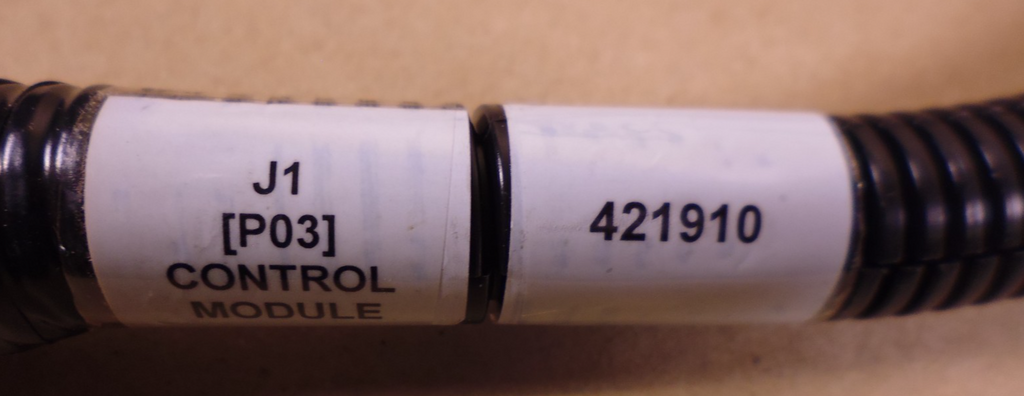 J1
[P03]
CONTROL
MODULE
421910